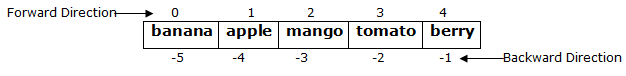 Forward Direction 0 1 2 3 4
banana apple mango tomato berry
-5 -4 -3 -2 -1 Backward Direction